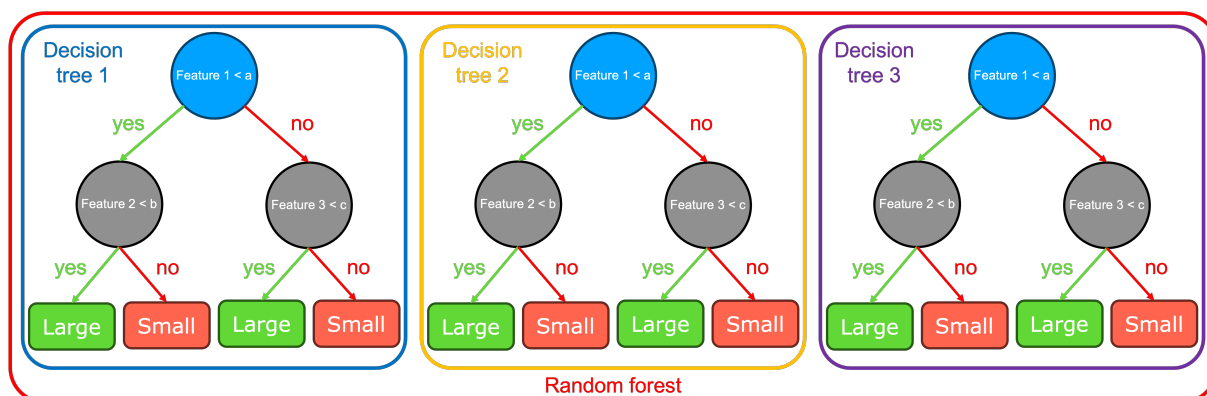 Decision
tree 1
Feature 1 < a
yes
no
Feature 2 < b
Feature 3 < c
yes
no
yes
no
Large
Small
Large
Small
Decision
tree 2
Feature 1 < a
yes
no
Feature 2 < b
Feature 3 < c
yes
no
yes
no
Large
Small
Large
Small
Decision
tree 3
Feature 1 < a
yes
no
Feature 2 < b
Feature 3 < c
yes
no
yes
no
Large
Small
Large
Small
Random forest